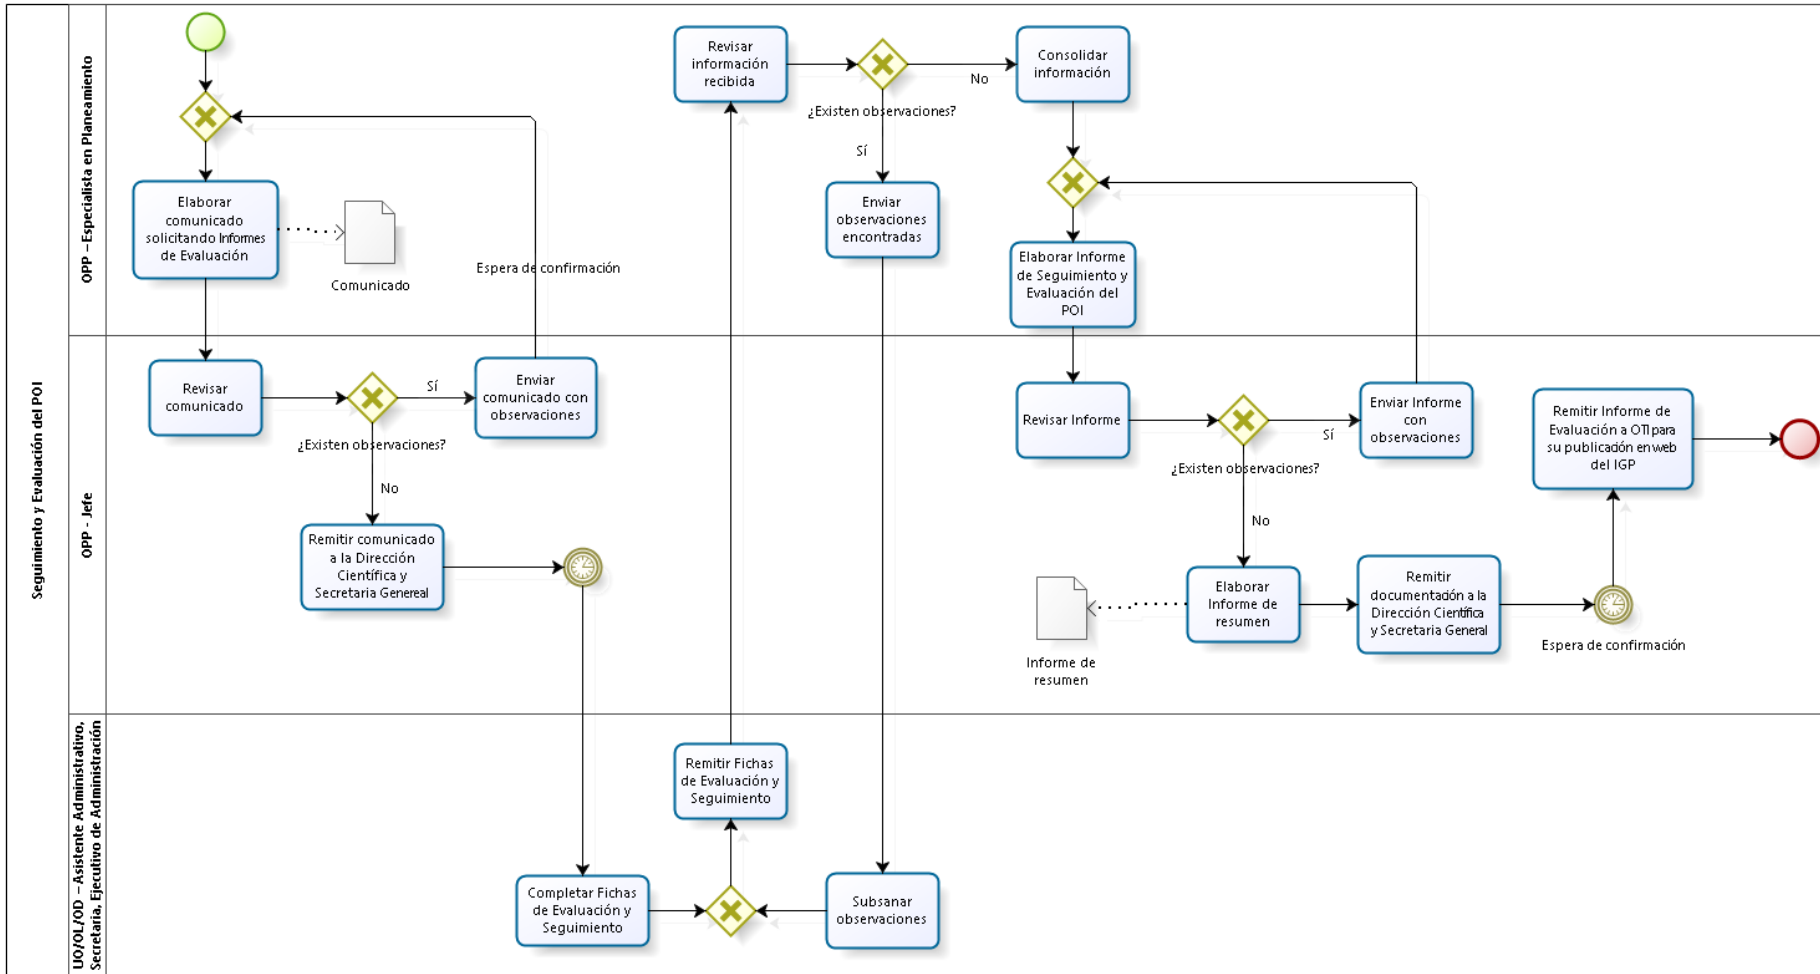 Seguimiento y Evaluación del POI
OPP – Especialista en Planeamiento
Elaborar
comunicado
solicitando Informes
de Evaluación
Comunicado
Espera de confirmación
Revisar
información
recibida
¿Existen observaciones?
No
Sí
Consolidar
información
Enviar
observaciones
encontradas
Elaborar Informe
de Seguimiento y
Evaluación del
POI
OPP - Jefe
Revisar
comunicado
¿Existen observaciones?
Sí
No
Enviar
comunicado con
observaciones
Remitir comunicado
a la Dirección
Científica y
Secretaria Genereal
Revisar Informe
¿Existen observaciones?
Sí
No
Enviar Informe
con
observaciones
Remitir Informe de
Evaluación a OTI para
su publicación en web
del IGP
Informe de
resumen
Elaborar
Informe de
resumen
Remitir
documentación a la
Dirección Científica
y Secretaria General
Espera de confirmación
UO/OL/OD – Asistente Administrativo,
Secretaria, Ejecutivo de Administración
Remitir Fichas
de Evaluación y
Seguimiento
Completar Fichas
de Evaluación y
Seguimiento
Subsanar
observaciones